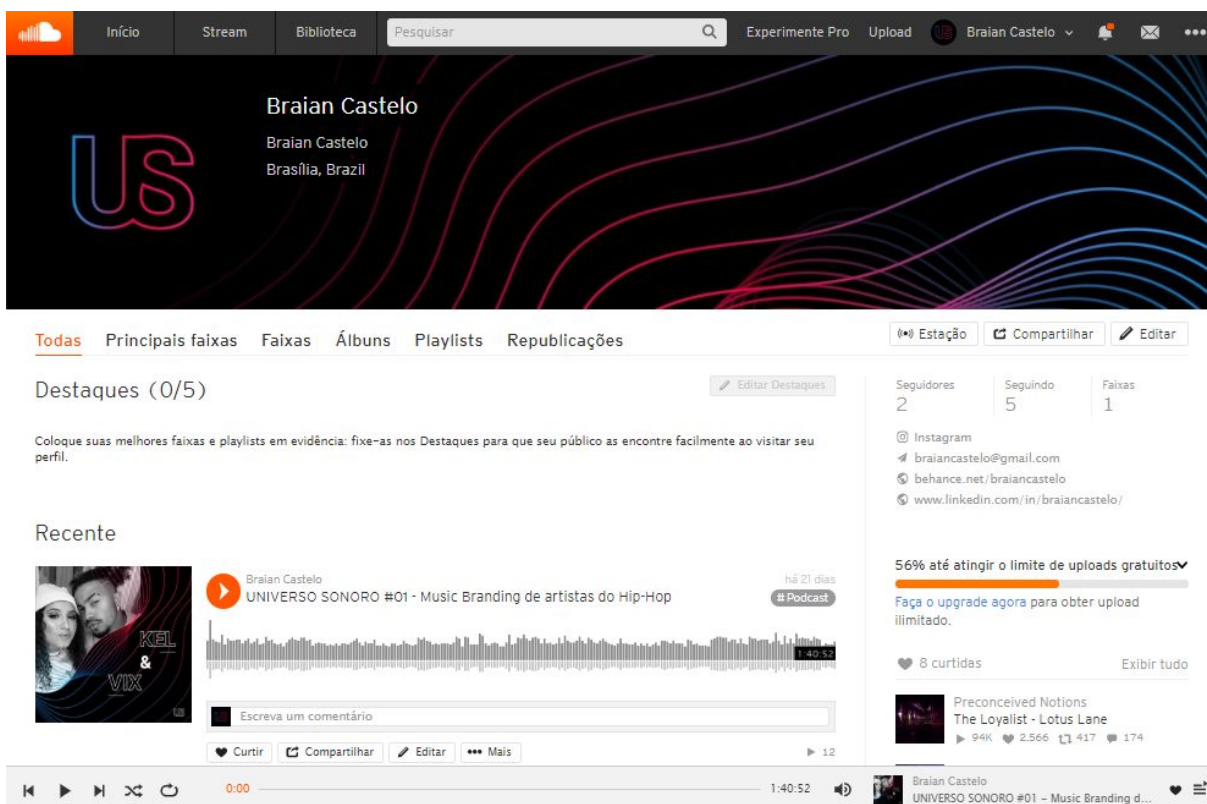 Início Stream Biblioteca Pesquisar Experimente Pro Upload US Braian Castelo
US
Braian Castelo
Braian Castelo
Brasília, Brazil
Todas Principais faixas Faixas Álbuns Playlists Republicações
Estação Compartilhar Editar
Destaques (0/5)
Editar Destaques
Coloque suas melhores faixas e playlists em evidência: fixe-as nos Destaques para que seu público as encontre facilmente ao visitar seu
perfil.
Seguidores Seguindo Faixas
2 5 1
Instagram
braiancastelo@gmail.com
behance.net/braiancastelo
www.linkedin.com/in/braiancastelo/
56% até atingir o limite de uploads gratuitos
Faça o upgrade agora para obter upload
ilimitado.
8 curtidas Exibir tudo
Preconceived Notions
The Loyalist - Lotus Lane
94K 2.566 417 174
Recente
KEL
&
VIX
US
Braian Castelo há 21 dias
UNIVERSO SONORO #01 - Music Branding de artistas do Hip-Hop # Podcast
1:40:52
Escreva um comentário
Curtir Compartilhar Editar Mais 12
0:00 1:40:52
Braian Castelo
UNIVERSO SONORO #01 - Music Branding d...